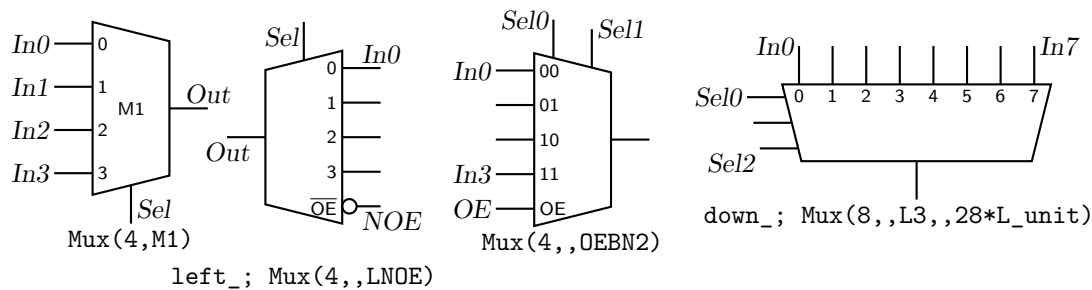 In0
0
In1
1
In2
2
In3
3
M1
Out
Sel
Mux(4,M1)
Sel
0
In0
1
2
3
OE
NOE
Out
left_; Mux(4,,LNOE)
Sel0
Sel1
In0
00
01
10
In3
11
OE
OE
Mux(4,,OEBN2)
In0
In7
Sel0
0 1 2 3 4 5 6 7
Sel2
down_; Mux(8,,L3,,28*L_unit)